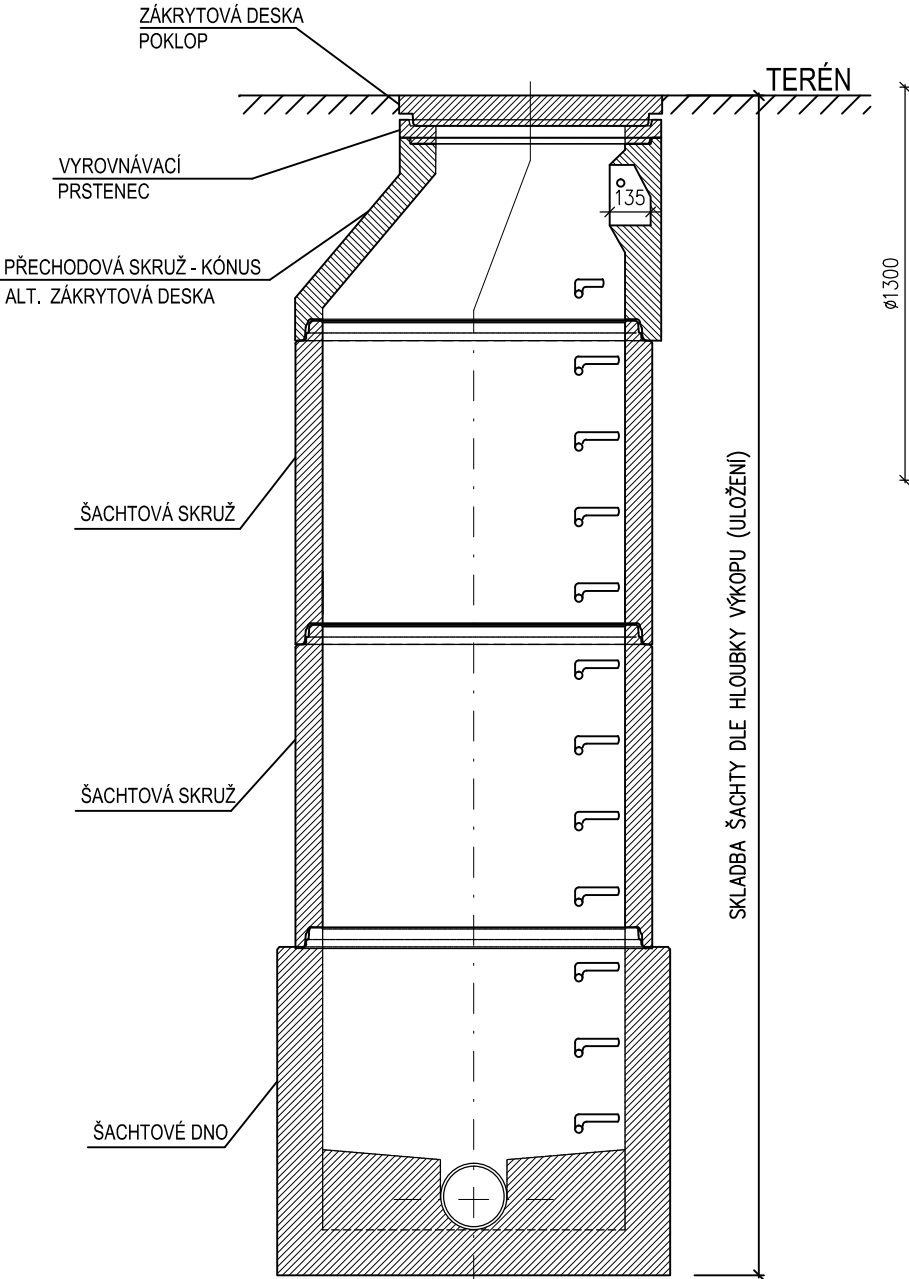 ZÁKRYTOVÁ DESKA
POKLOP
TERÉN
VYROVNÁVACÍ
PRSTENEC
135
PŘECHODOVÁ SKRUŽ - KÓNUS
ALT. ZÁKRYTOVÁ DESKA
ø1300
ŠACHTOVÁ SKRUŽ
SKLADBA ŠACHTY DLE HLOUBKY VÝKOPU (ULOŽENÍ)
ŠACHTOVÁ SKRUŽ
ŠACHTOVÉ DNO